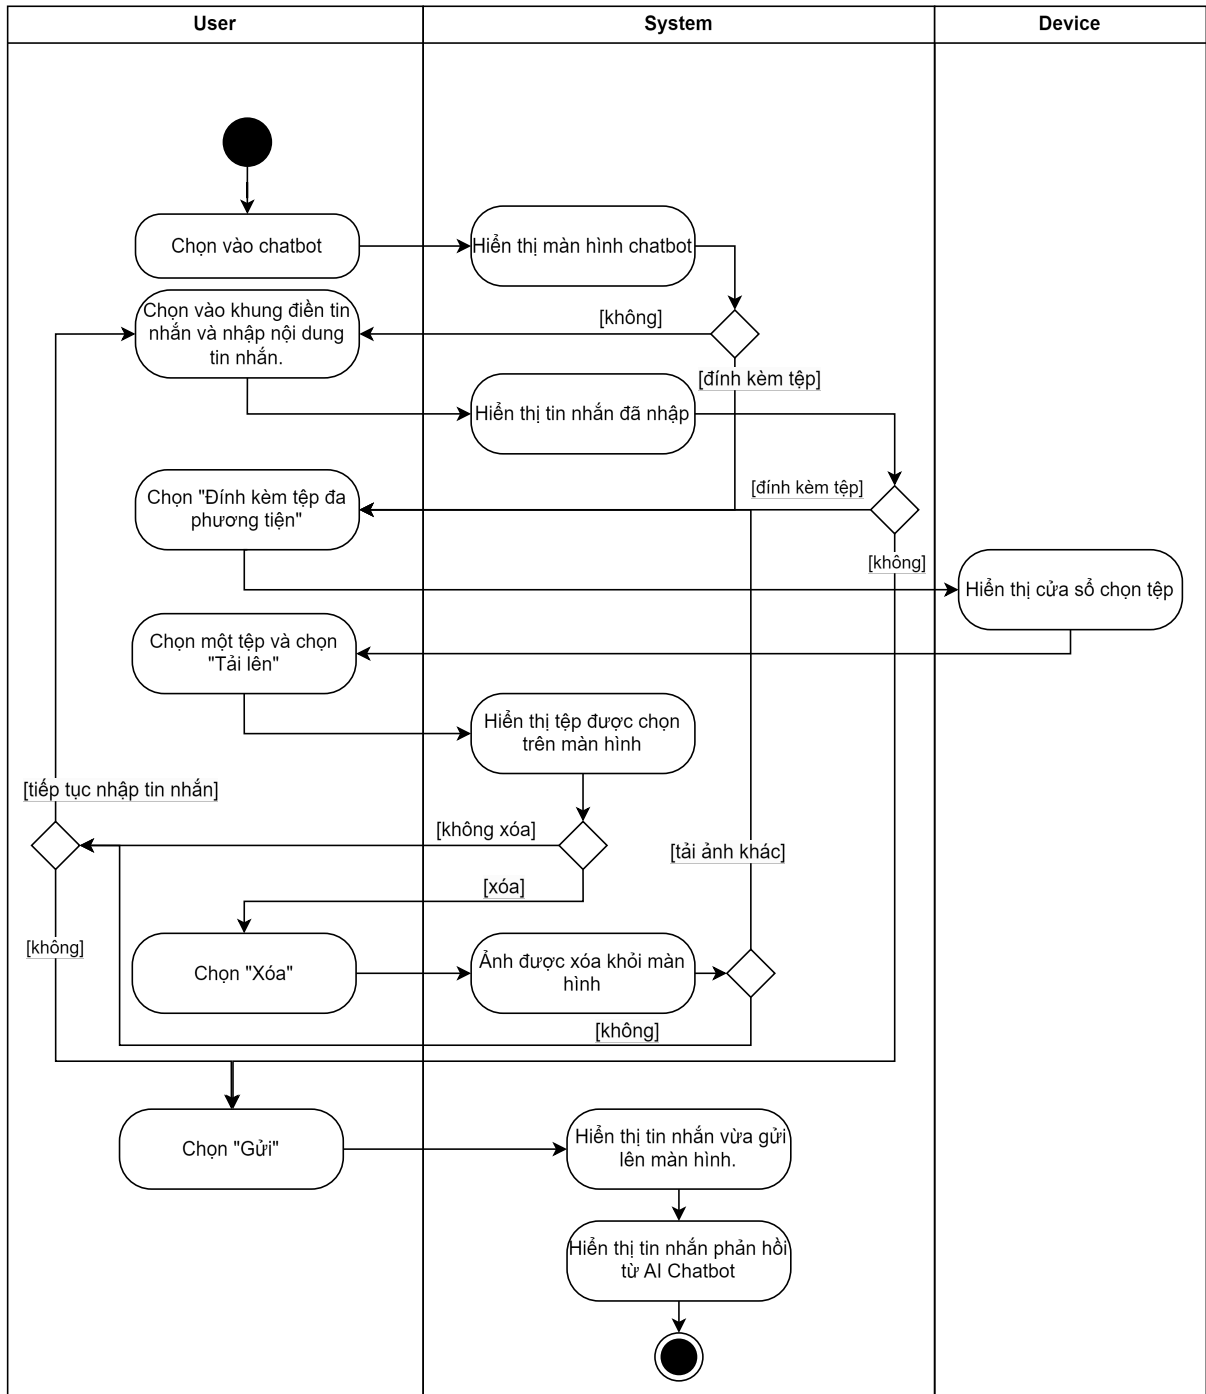 User
System
Device
Chọn vào chatbot
Hiển thị màn hình chatbot
Chọn vào khung điền tin
nhắn và nhập nội dung
tin nhắn.
[không]
[đính kèm tệp]
Hiển thị tin nhắn đã nhập
[đính kèm tệp]
Chọn "Đính kèm tệp đa
phương tiện"
[không]
Hiển thị cửa sổ chọn tệp
Chọn một tệp và chọn
"Tải lên"
Hiển thị tệp được chọn
trên màn hình
[tiếp tục nhập tin nhắn]
[không xóa]
[tải ảnh khác]
[xóa]
[không]
Chọn "Xóa"
Ảnh được xóa khỏi màn
hình
[không]
Chọn "Gửi"
Hiển thị tin nhắn vừa gửi
lên màn hình.
Hiển thị tin nhắn phản hồi
từ AI Chatbot